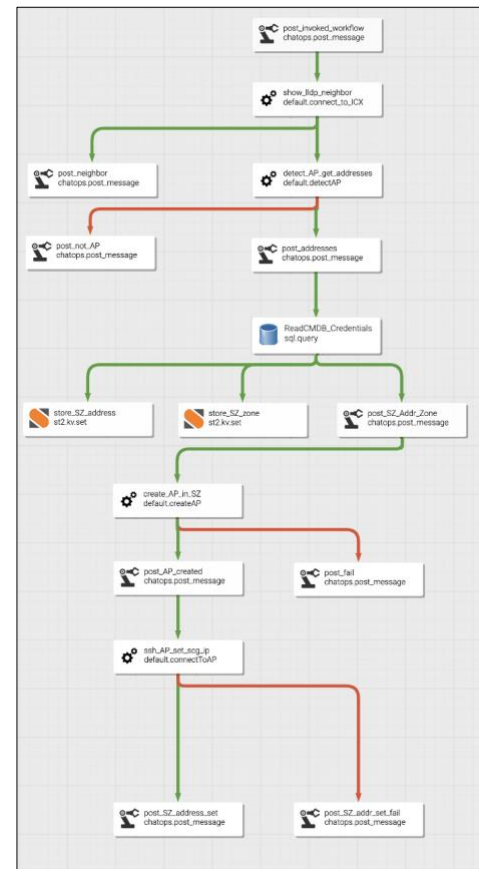 post_invoked_workflow
chatops.post_message
show_lldp_neighbor
default.connect_to_ICX
post_neighbor
chatops.post_message
detect_AP_get_addresses
default.detectAP
post_not_AP
chatops.post_message
post_addresses
chatops.post_message
ReadCMDB_Credentials
sql.query
store_SZ_address
st2.kv.set
store_SZ_zone
st2.kv.set
post_SZ_Addr_Zone
chatops.post_message
create_AP_in_SZ
default.createAP
post_AP_created
chatops.post_message
post_fail
chatops.post_message
ssh_AP_set_scg_ip
default.connectToAP
post_SZ_address_set
chatops.post_message
post_SZ_addr_set_fail
chatops.post_message